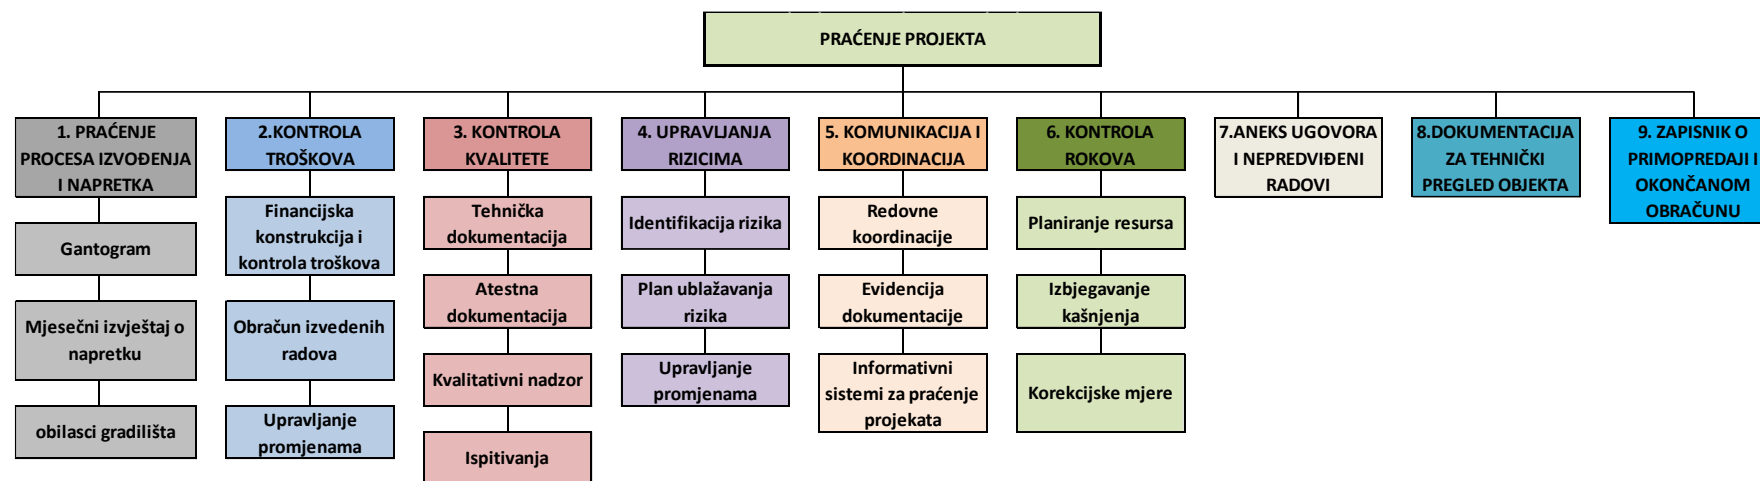 PRAĆENJE PROJEKTA
1. PRAĆENJE
PROCESA IZVOĐENJA
I NAPRETKA
Gantogram
Mjesečni izvještaj o
napretku
obilasci gradilišta
2.KONTROLA
TROŠKOVA
Financijska
konstrukcija i
kontrola troškova
Obračun izvedenih
radova
Upravljanje
promjenama
3. KONTROLA
KVALITETE
Tehnička
dokumentacija
Atestna
dokumentacija
Kvalitativni nadzor
Ispitivanja
4. UPRAVLJANJA
RIZICIMA
Identifikacija rizika
Plan ublažavanja
rizika
Upravljanje
promjenama
5. KOMUNIKACIJA I
KOORDINACIJA
Redovne
koordinacije
Evidencija
dokumentacije
Informativni
sistemi za praćenje
projekata
6. KONTROLA
ROKOVA
Planiranje resursa
Izbjegavanje
kašnjenja
Korekcijske mjere
7.ANEKS UGOVORA
I NEPREDVIĐENI
RADOVI
8.DOKUMENTACIJA
ZA TEHNIČKI
PREGLED OBJEKTA
9. ZAPISNIK O
PRIMOPREDAJI I
OKONČANOM
OBRAČUNU